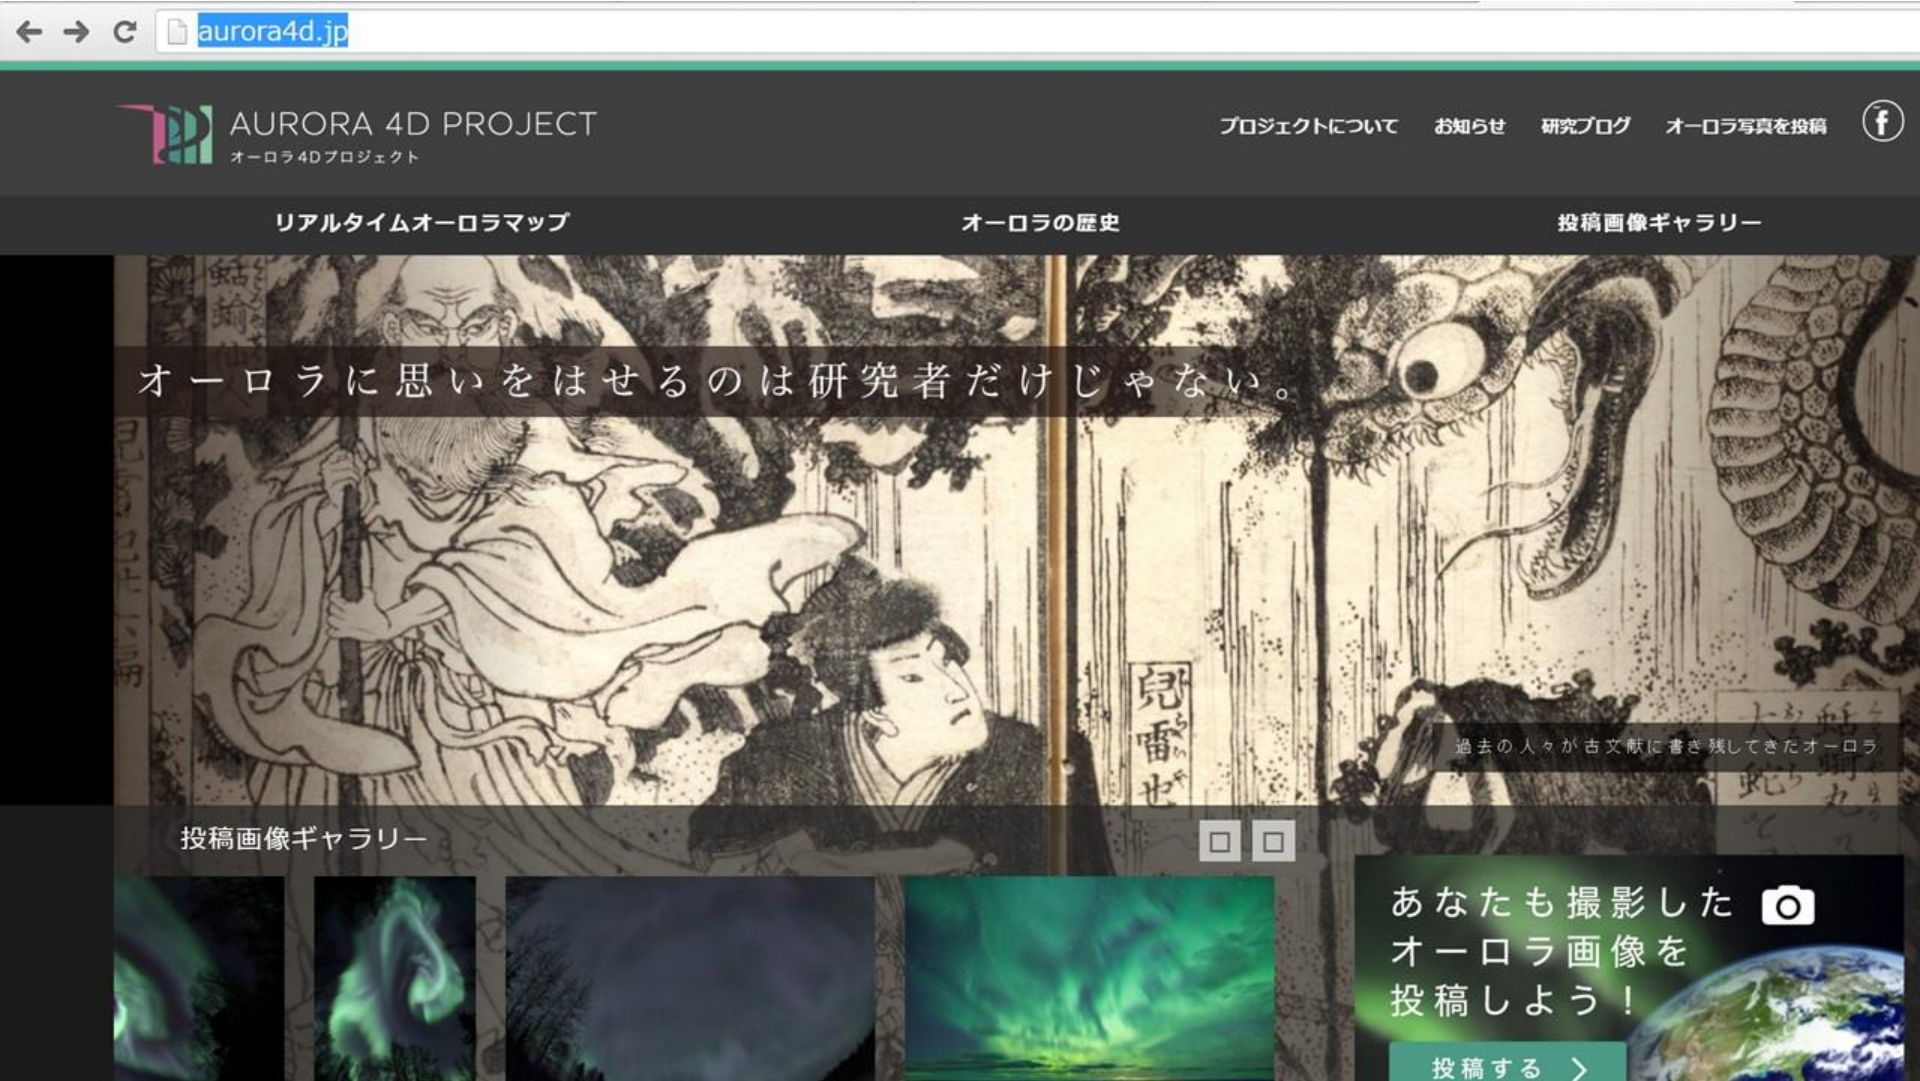 aurora4d.jp
AURORA 4D PROJECT
オーロラ4Dプロジェクト
プロジェクトについて
お知らせ
研究ブログ
オーロラ写真を投稿
f
リアルタイムオーロラマップ
オーロラの歴史
投稿画像ギャラリー
オーロラに思いをはせるのは研究者だけじゃない。
兒雷也
過去の人々が古文献に書き残してきたオーロラ
投稿画像ギャラリー
あなたも撮影した
オーロラ画像を
投稿しよう！
投稿する